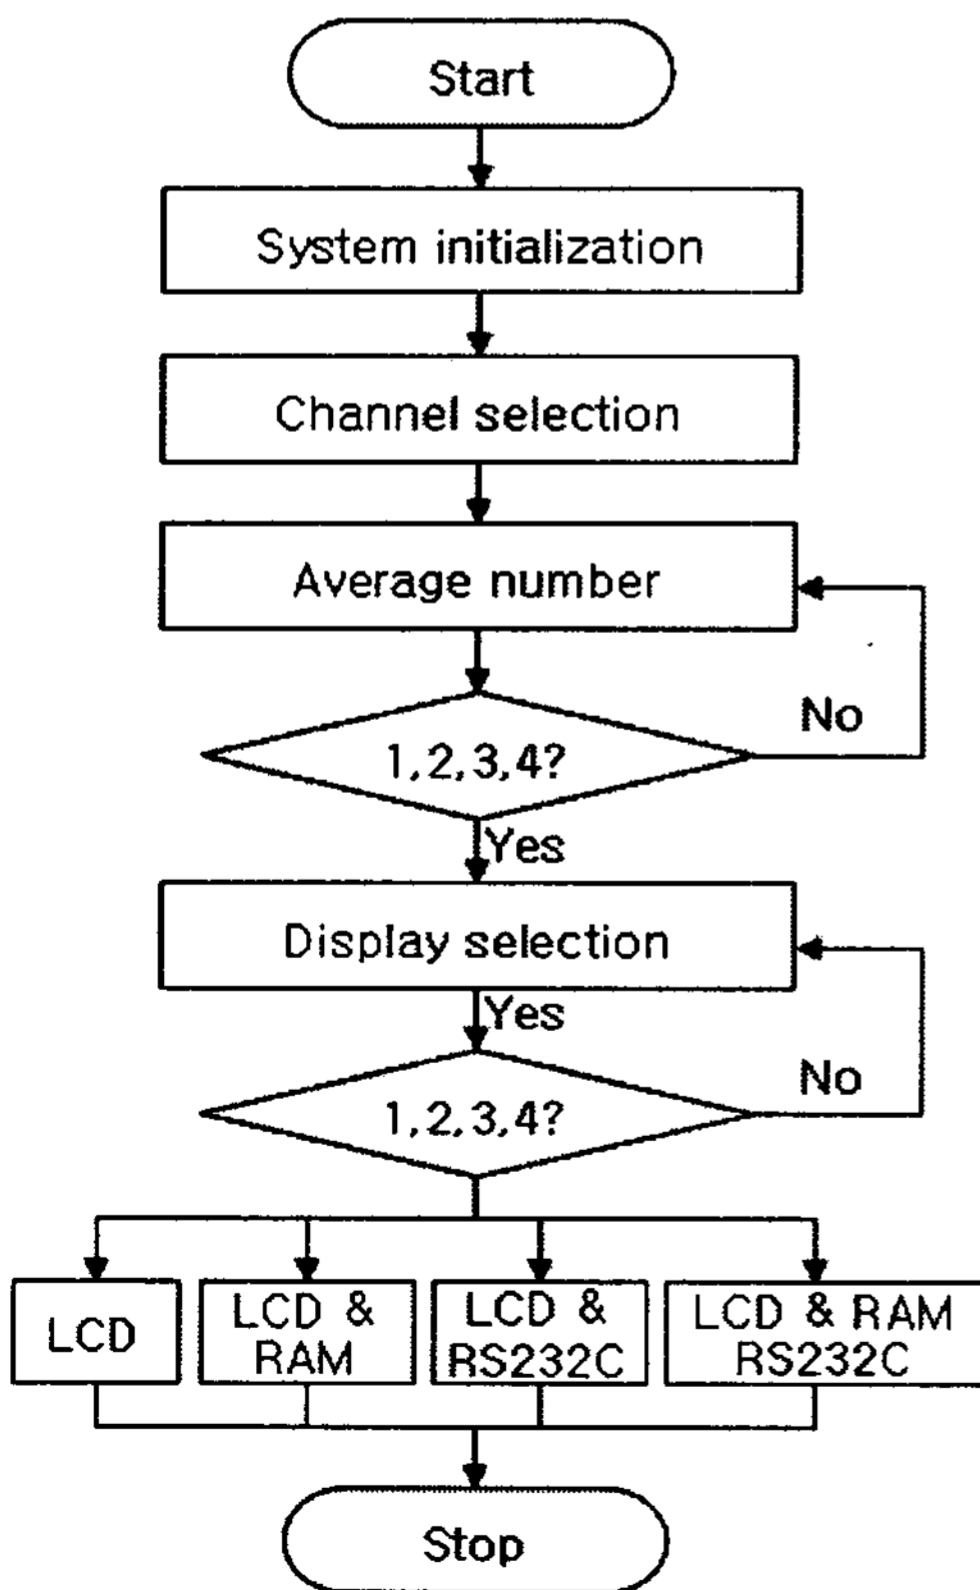 Start
System initialization
Channel selection
Average number
No
1,2,3,4?
Yes
Display selection
Yes
No
1,2,3,4?
LCD
LCD &
RAM
LCD &
RS232C
LCD & RAM
RS232C
Stop